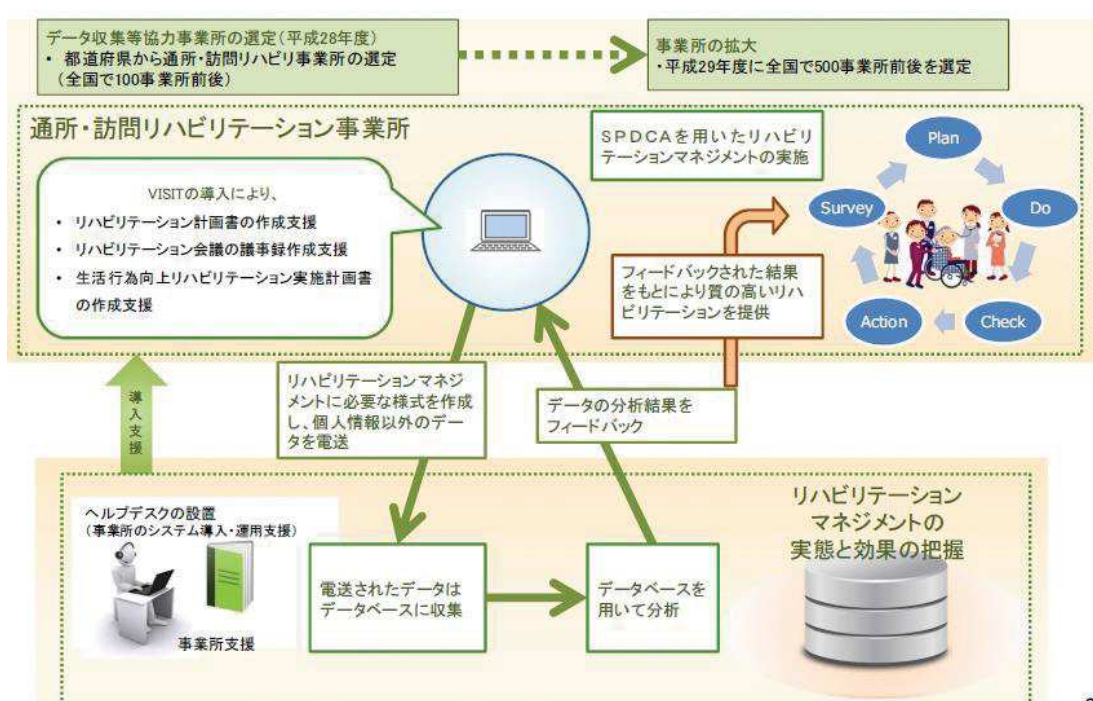 データ収集等協力事業所の選定(平成28年度)
• 都道府県から通所・訪問リハビリ事業所の選定
(全国で100事業所前後)
事業所の拡大
・平成29年度に全国で500事業所前後を選定
通所・訪問リハビリテーション事業所
VISITの導入により、
• リハビリテーション計画書の作成支援
• リハビリテーション会議の議事録作成支援
• 生活行為向上リハビリテーション実施計画書
の作成支援
SPDCAを用いたリハビリ
テーションマネジメントの実施
Plan
Survey
Do
Action
Check
フィードバックされた結果
をもとにより質の高いリハ
ビリテーションを提供
導入支援
リハビリテーションマネジ
メントに必要な様式を作成
し、個人情報以外のデー
タを電送
データの分析結果を
フィードバック
ヘルプデスクの設置
(事業所のシステム導入・運用支援)
事業所支援
電送されたデータは
データベースに収集
データベースを
用いて分析
リハビリテーション
マネジメントの
実態と効果の把握